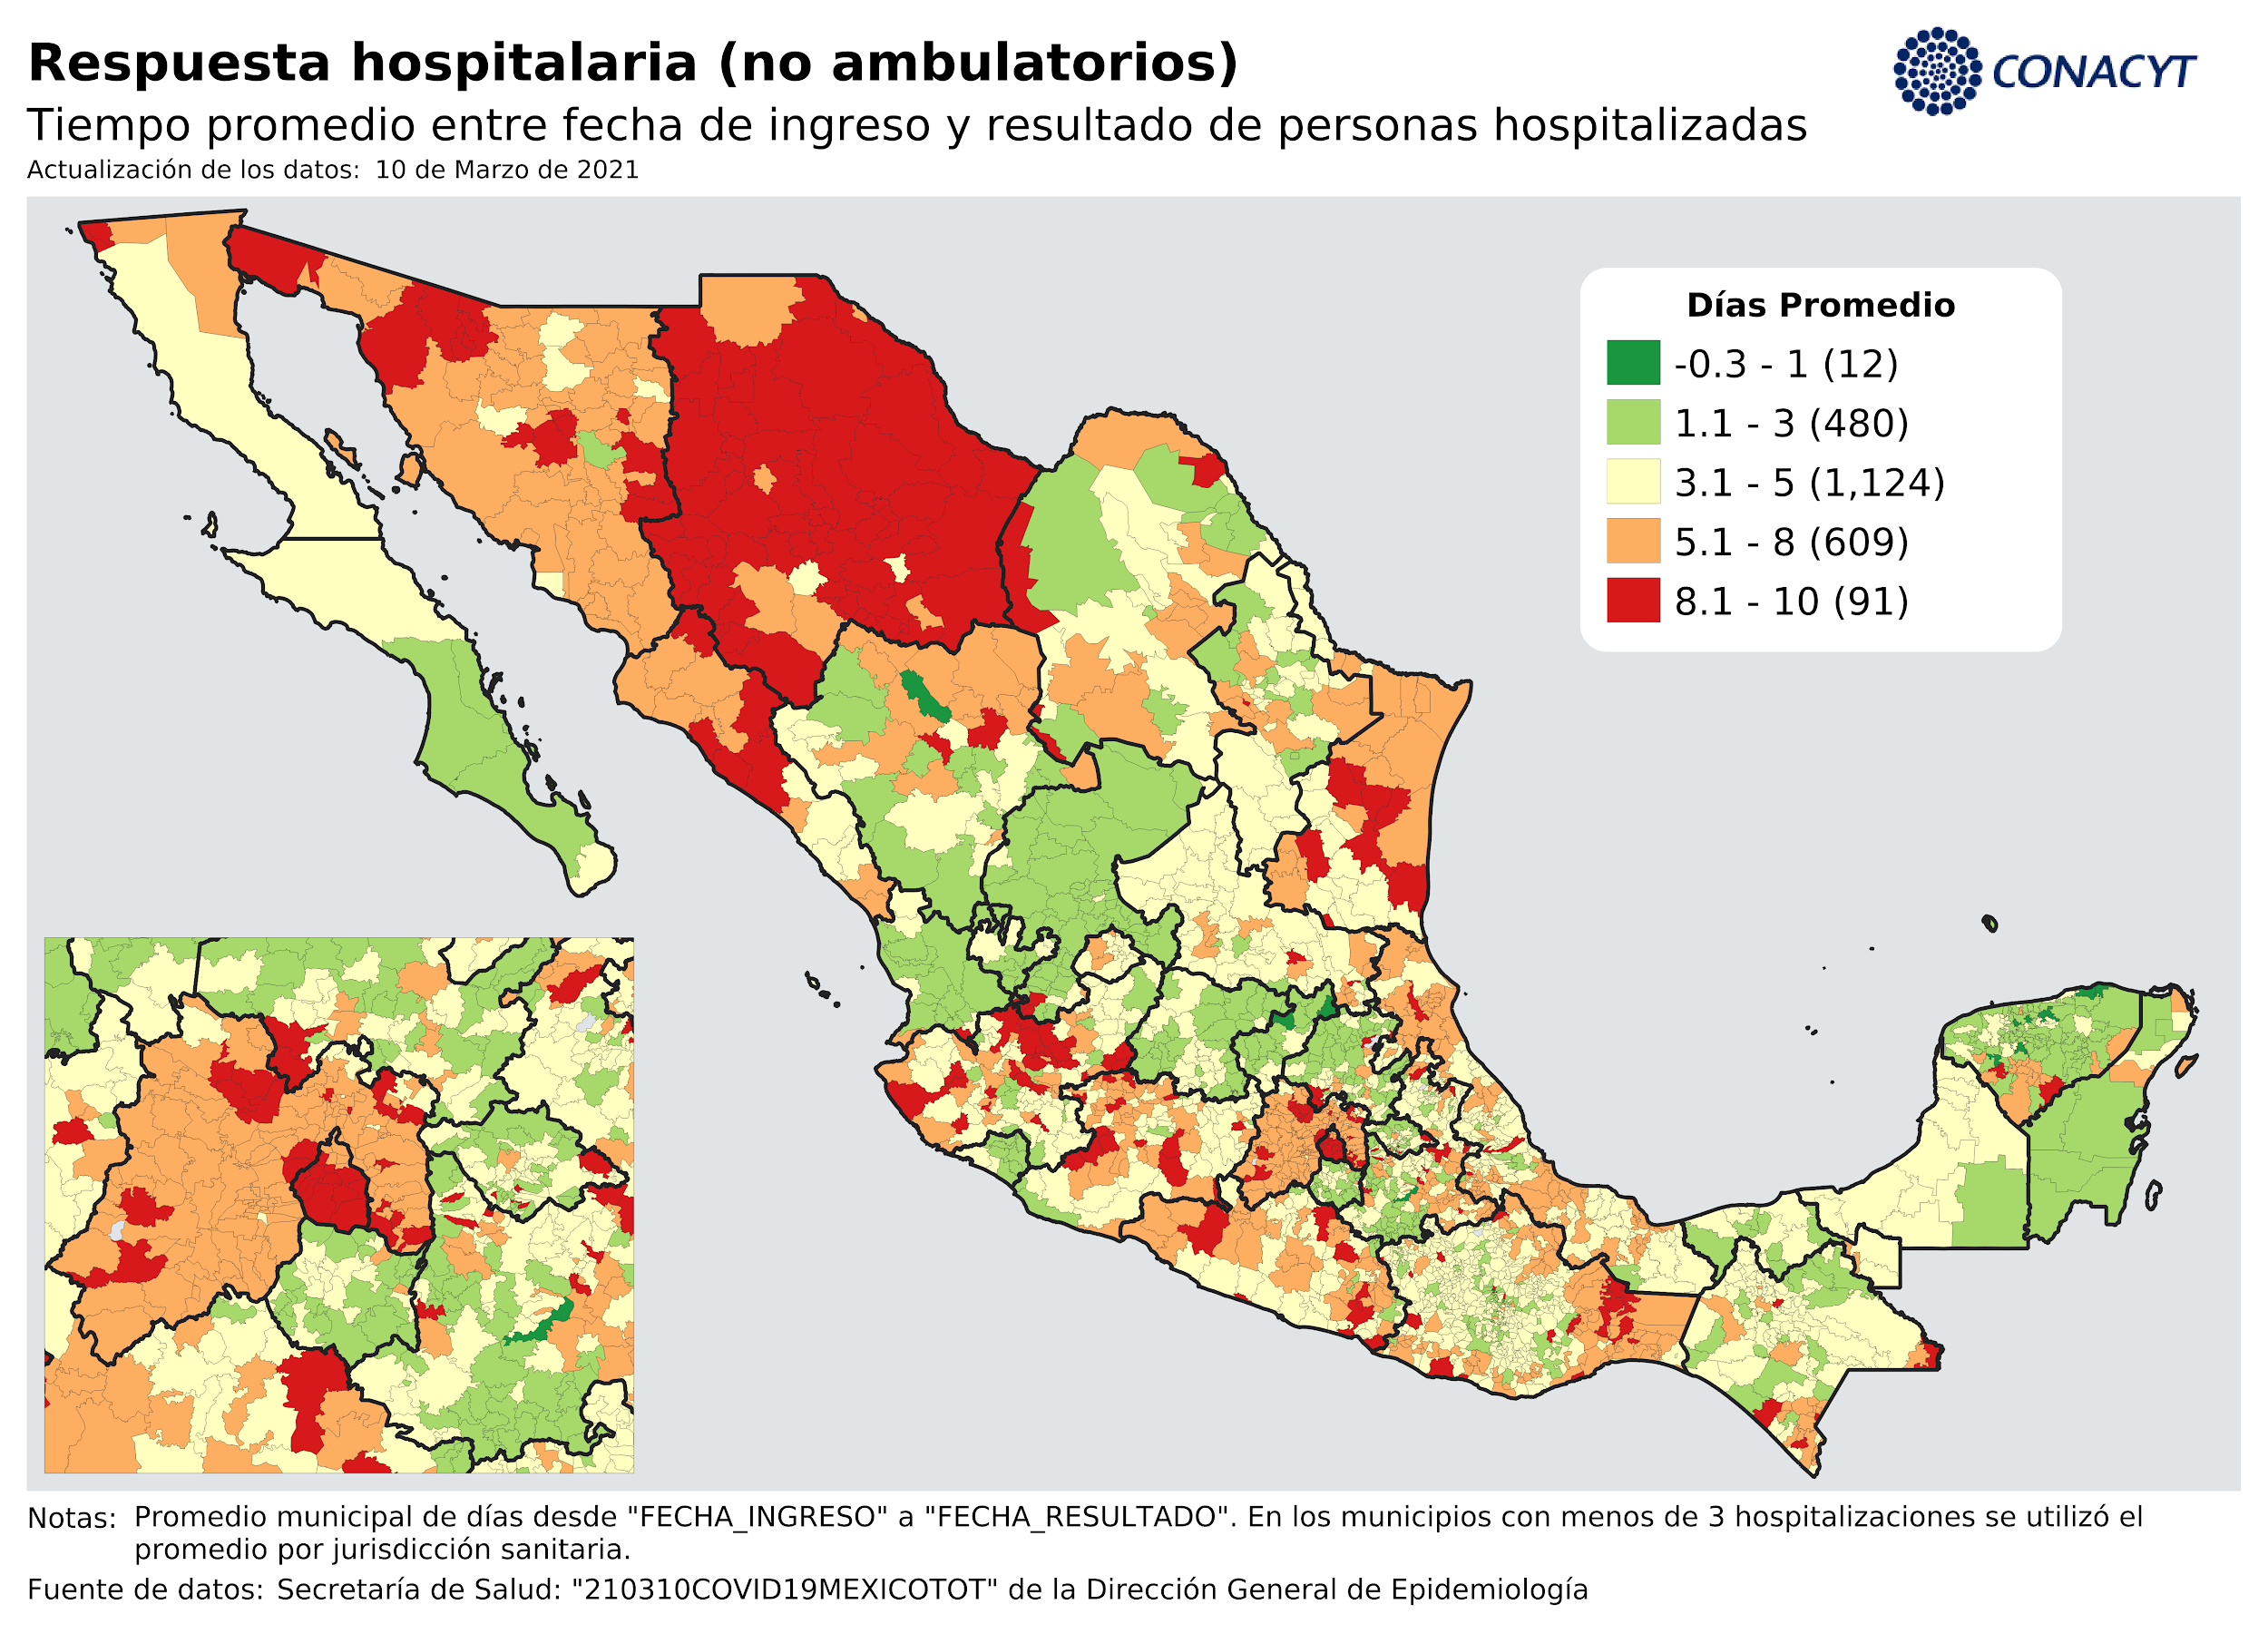 Respuesta hospitalaria (no ambulatorios)
CONACYT
Tiempo promedio entre fecha de ingreso y resultado de personas hospitalizadas
Actualización de los datos: 10 de Marzo de 2021
Días Promedio
-0.3 - 1 (12)
1.1 - 3 (480)
3.1 - 5 (1,124)
5.1 - 8 (609)
8.1 - 10 (91)
Notas: Promedio municipal de días desde "FECHA_INGRESO" a "FECHA_RESULTADO". En los municipios con menos de 3 hospitalizaciones se utilizó el
promedio por jurisdicción sanitaria.
Fuente de datos: Secretaría de Salud: "210310COVID19MEXICOTOT" de la Dirección General de Epidemiología